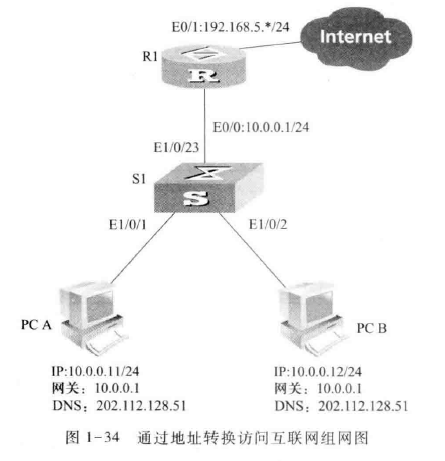 E0/1:192.168.5.*/24
Internet
R1
R
E0/0:10.0.0.1/24
E1/0/23
S1
S
E1/0/1
E1/0/2
PC A
PC B
IP:10.0.0.11/24
网关：10.0.0.1
DNS：202.112.128.51
IP:10.0.0.12/24
网关：10.0.0.1
DNS：202.112.128.51
图 1-34 通过地址转换访问互联网组网图